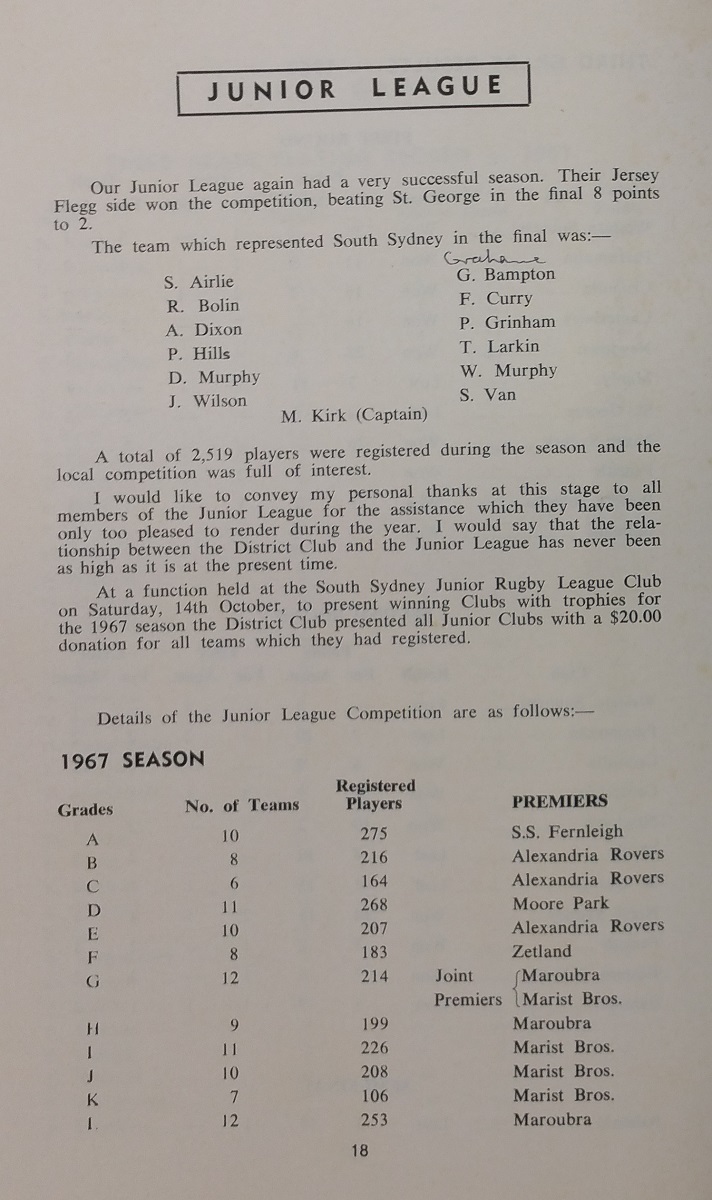 JUNIOR LEAGUE
Our Junior League again had a very successful season. Their Jersey
Flegg side won the competition, beating St. George in the final 8 points
to 2.
The team which represented South Sydney in the final was:—
Grahame
S. Airlie G. Bampton
R. Bolin F. Curry
A. Dixon P. Grinham
P. Hills T. Larkin
D. Murphy W. Murphy
J. Wilson S. Van
M. Kirk (Captain)
A total of 2,519 players were registered during the season and the
local competition was full of interest.
I would like to convey my personal thanks at this stage to all
members of the Junior League for the assistance which they have been
only too pleased to render during the year. I would say that the rela-
tionship between the District Club and the Junior League has never been
as high as it is at the present time.
At a function held at the South Sydney Junior Rugby League Club
on Saturday, 14th October, to present winning Clubs with trophies for
the 1967 season the District Club presented all Junior Clubs with a $20.00
donation for all teams which they had registered.
Details of the Junior League Competition are as follows:—
1967 SEASON
Registered
Grades No. of Teams Players PREMIERS
A 10 275 S.S. Fernleigh
B 8 216 Alexandria Rovers
C 6 164 Alexandria Rovers
D 11 268 Moore Park
E 10 207 Alexandria Rovers
F 8 183 Zetland
G 12 214 Joint Maroubra
Premiers Marist Bros.
H 9 199 Maroubra
I 11 226 Marist Bros.
J 10 208 Marist Bros.
K 7 106 Marist Bros.
L 12 253 Maroubra
18